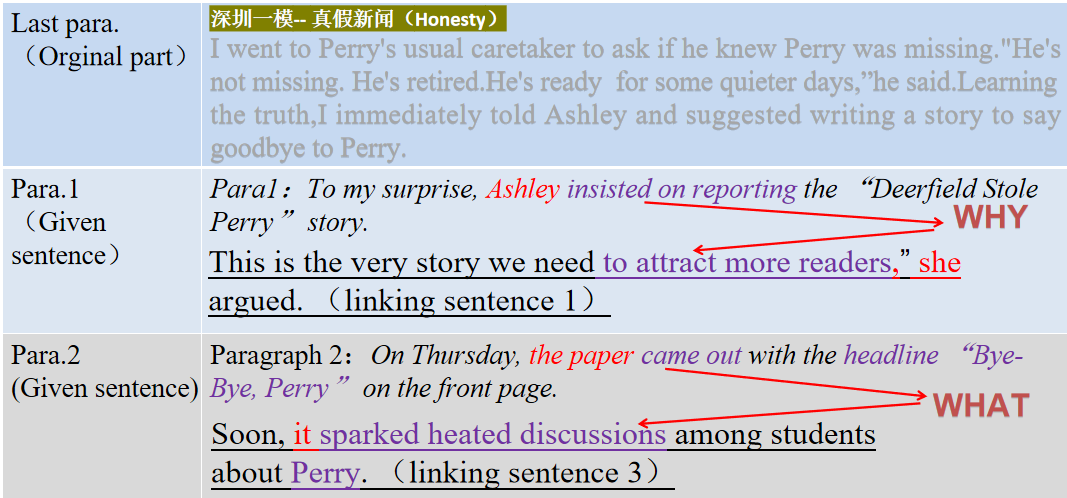 Last para.
（Orginal part）
深圳一模-- 真假新闻（Honesty）
I went to Perry's usual caretaker to ask if he knew Perry was missing."He's
not missing. He's retired.He's ready for some quieter days,”he said.Learning
the truth,I immediately told Ashley and suggested writing a story to say
goodbye to Perry.
Para.1
（Given
sentence）
Para1：To my surprise, Ashley insisted on reporting the “Deerfield Stole
Perry”story.
WHY
This is the very story we need to attract more readers,” she
argued. （linking sentence 1）
Para.2
(Given sentence)
Paragraph 2：On Thursday, the paper came out with the headline “Bye-
Bye, Perry” on the front page.
WHAT
Soon, it sparked heated discussions among students
about Perry. （linking sentence 3）